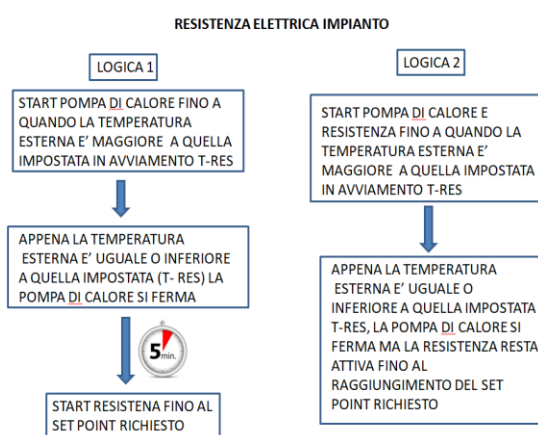 RESISTENZA ELETTRICA IMPIANTO
LOGICA 1
START POMPA DI CALORE FINO A
QUANDO LA TEMPERATURA
ESTERNA E' MAGGIORE A QUELLA
IMPOSTATA IN AVVIAMENTO T-RES
APPENA LA TEMPERATURA
ESTERNA E' UGUALE O INFERIORE
A QUELLA IMPOSTATA (T- RES) LA
POMPA DI CALORE SI FERMA
5
min.
START RESISTENA FINO AL
SET POINT RICHIESTO
LOGICA 2
START POMPA DI CALORE E
RESISTENZA FINO A QUANDO LA
TEMPERATURA ESTERNA E'
MAGGIORE A QUELLA IMPOSTATA
IN AVVIAMENTO T-RES
APPENA LA TEMPERATURA
ESTERNA E' UGUALE O
INFERIORE A QUELLA IMPOSTATA
T-RES, LA POMPA DI CALORE SI
FERMA MA LA RESISTENZA RESTA
ATTIVA FINO AL
RAGGIUNGIMENTO DEL SET
POINT RICHIESTO